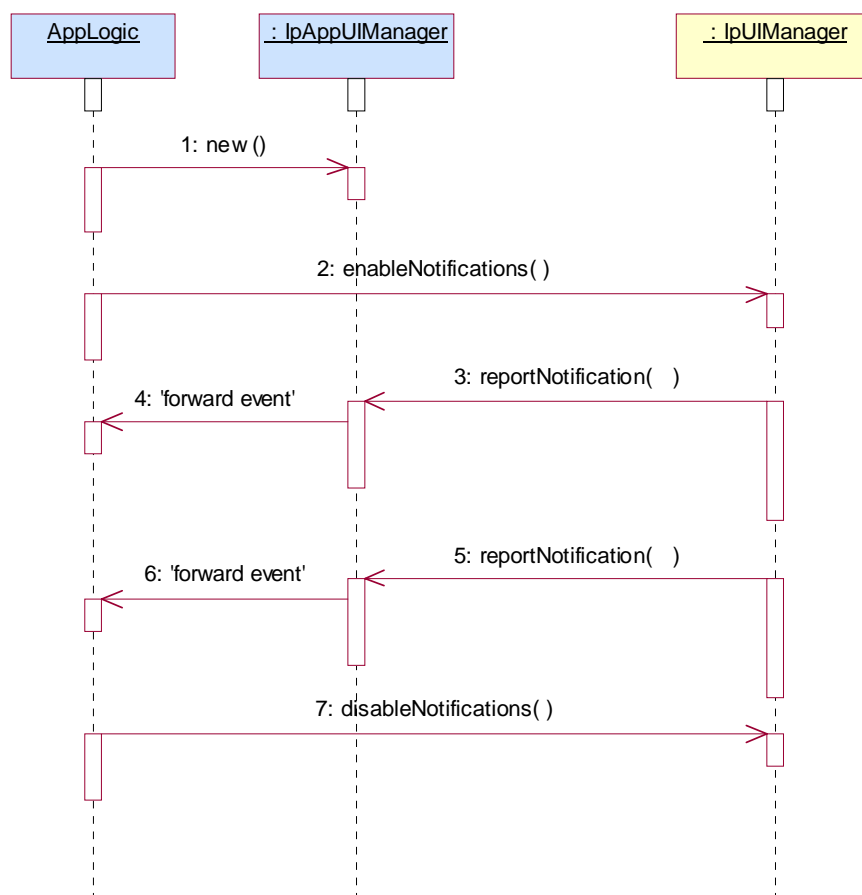 AppLogic
: IpAppUIManager
: IpUIManager
1: new ()
2: enableNotifications( )
3: reportNotification(   )
4: 'forward event'
5: reportNotification(   )
6: 'forward event'
7: disableNotifications( )